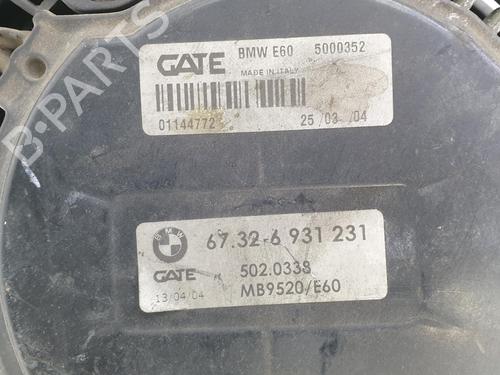 GATE BMW E60 5000352
MADE IN ITALY
01144772 25/03/04
BMW 67.32-6 931 231
GATE 502.0338
13/04/04 MB9520/E60
B-PARTS